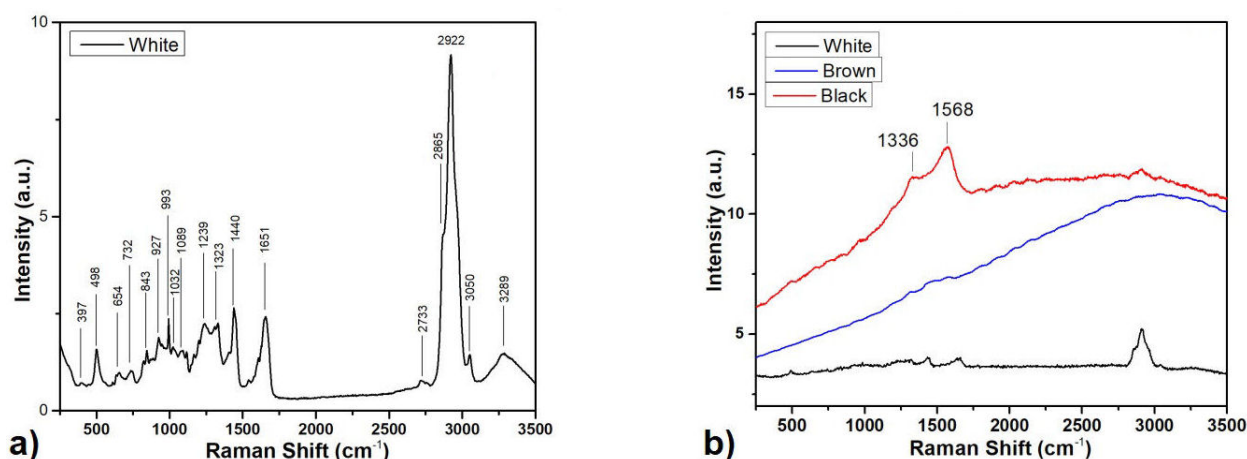 White
10
5
0
Intensity (a.u.)
397
498
654
732
843
927
993
1032
1089
1239
1323
1440
1651
2733
2865
2922
3050
3289
500 1000 1500 2000 2500 3000 3500
Raman Shift (cm-1)
a)
White
Brown
Black
15
10
5
Intensity (a.u.)
1336
1568
500 1000 1500 2000 2500 3000 3500
Raman Shift (cm-1)
b)